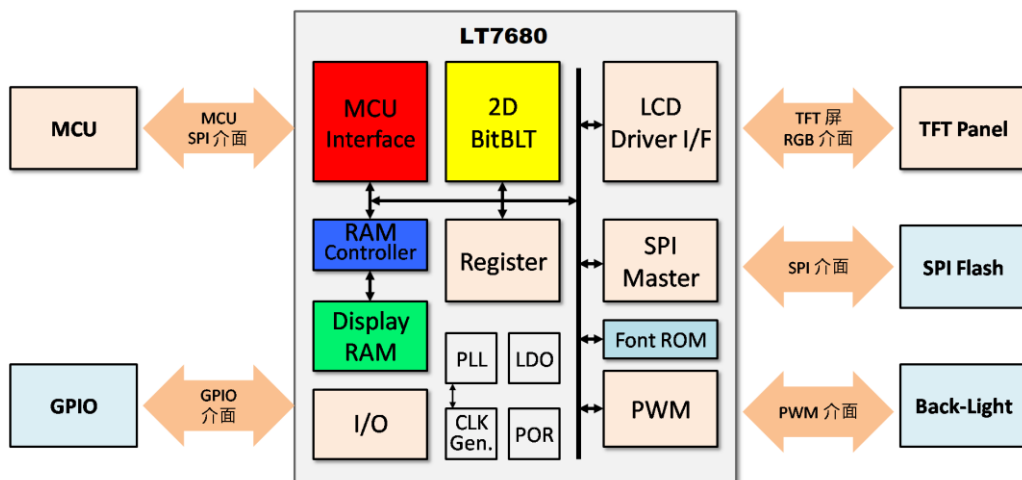 LT7680
MCU
MCU
SPI 介面
MCU
Interface
2D
BitBLT
LCD
Driver I/F
TFT 屏
RGB 介面
TFT Panel
RAM
Controller
Register
SPI
Master
SPI 介面
SPI Flash
Display
RAM
PLL
LDO
Font ROM
GPIO
GPIO
介面
I/O
CLK
Gen.
POR
PWM
PWM 介面
Back-Light